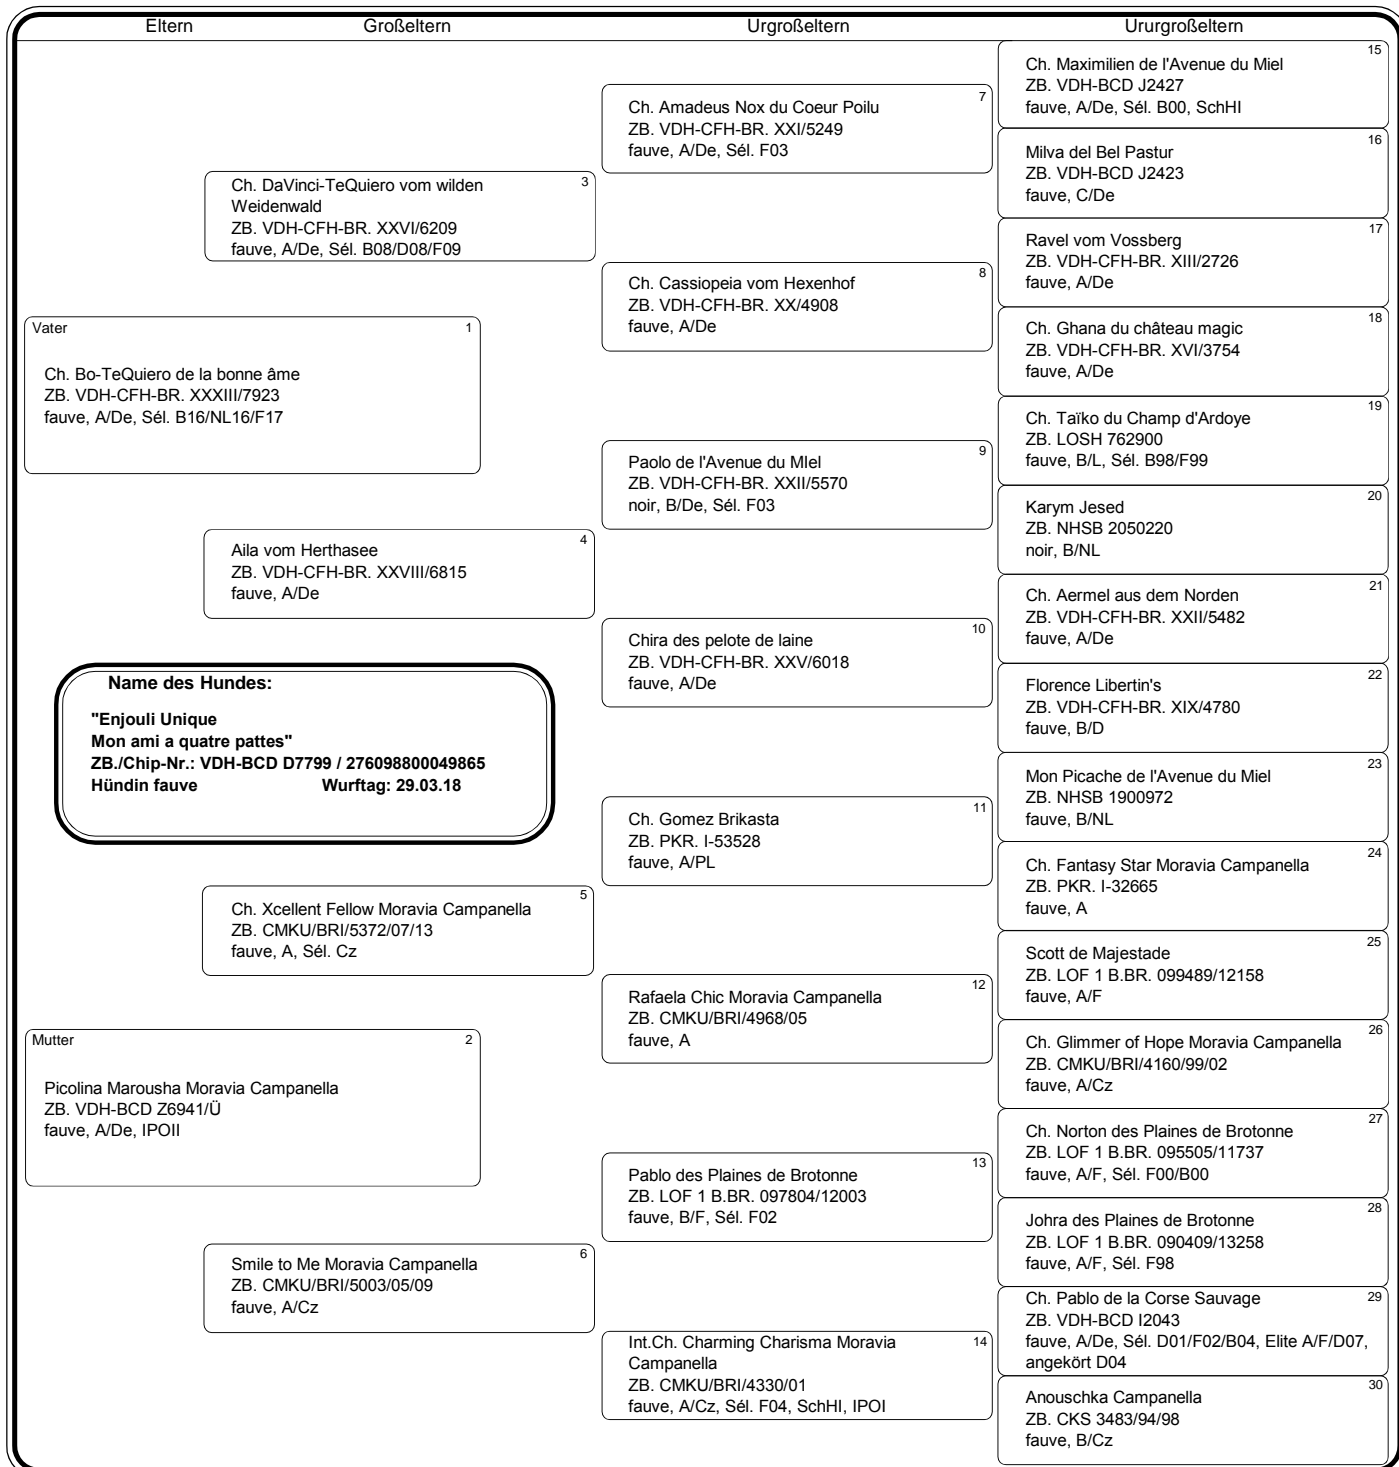 Eltern
Großeltern
Urgroßeltern
Ururgroßeltern
Vater 1
Ch. Bo-TeQuiero de la bonne âme
ZB. VDH-CFH-BR. XXXIII/7923
fauve, A/De, Sél. B16/NL16/F17
Name des Hundes:
"Enjouli Unique
Mon ami a quatre pattes"
ZB./Chip-Nr.: VDH-BCD D7799 / 276098800049865
Hündin fauve Wurftag: 29.03.18
Mutter 2
Picolina Marousha Moravia Campanella
ZB. VDH-BCD Z6941/Ü
fauve, A/De, IPOII
3
Ch. DaVinci-TeQuiero vom wilden
Weidenwald
ZB. VDH-CFH-BR. XXVI/6209
fauve, A/De, Sél. B08/D08/F09
4
Aila vom Herthasee
ZB. VDH-CFH-BR. XXVIII/6815
fauve, A/De
5
Ch. Xcellent Fellow Moravia Campanella
ZB. CMKU/BRI/5372/07/13
fauve, A, Sél. Cz
6
Smile to Me Moravia Campanella
ZB. CMKU/BRI/5003/05/09
fauve, A/Cz
7
Ch. Amadeus Nox du Coeur Poilu
ZB. VDH-CFH-BR. XXI/5249
fauve, A/De, Sél. F03
8
Ch. Cassiopeia vom Hexenhof
ZB. VDH-CFH-BR. XX/4908
fauve, A/De
9
Paolo de l'Avenue du MIel
ZB. VDH-CFH-BR. XXII/5570
noir, B/De, Sél. F03
10
Chira des pelote de laine
ZB. VDH-CFH-BR. XXV/6018
fauve, A/De
11
Ch. Gomez Brikasta
ZB. PKR. I-53528
fauve, A/PL
12
Rafaela Chic Moravia Campanella
ZB. CMKU/BRI/4968/05
fauve, A
13
Pablo des Plaines de Brotonne
ZB. LOF 1 B.BR. 097804/12003
fauve, B/F, Sél. F02
14
Int.Ch. Charming Charisma Moravia
Campanella
ZB. CMKU/BRI/4330/01
fauve, A/Cz, Sél. F04, SchHI, IPOI
15
Ch. Maximilien de l'Avenue du Miel
ZB. VDH-BCD J2427
fauve, A/De, Sél. B00, SchHI
16
Milva del Bel Pastur
ZB. VDH-BCD J2423
fauve, C/De
17
Ravel vom Vossberg
ZB. VDH-CFH-BR. XIII/2726
fauve, A/De
18
Ch. Ghana du château magic
ZB. VDH-CFH-BR. XVI/3754
fauve, A/De
19
Ch. Taïko du Champ d'Ardoye
ZB. LOSH 762900
fauve, B/L, Sél. B98/F99
20
Karym Jesed
ZB. NHSB 2050220
noir, B/NL
21
Ch. Aermel aus dem Norden
ZB. VDH-CFH-BR. XXII/5482
fauve, A/De
22
Florence Libertin's
ZB. VDH-CFH-BR. XIX/4780
fauve, B/D
23
Mon Picache de l'Avenue du Miel
ZB. NHSB 1900972
fauve, B/NL
24
Ch. Fantasy Star Moravia Campanella
ZB. PKR. I-32665
fauve, A
25
Scott de Majestade
ZB. LOF 1 B.BR. 099489/12158
fauve, A/F
26
Ch. Glimmer of Hope Moravia Campanella
ZB. CMKU/BRI/4160/99/02
fauve, A/Cz
27
Ch. Norton des Plaines de Brotonne
ZB. LOF 1 B.BR. 095505/11737
fauve, A/F, Sél. F00/B00
28
Johra des Plaines de Brotonne
ZB. LOF 1 B.BR. 090409/13258
fauve, A/F, Sél. F98
29
Ch. Pablo de la Corse Sauvage
ZB. VDH-BCD I2043
fauve, A/De, Sél. D01/F02/B04, Elite A/F/D07,
angekört D04
30
Anouschka Campanella
ZB. CKS 3483/94/98
fauve, B/Cz